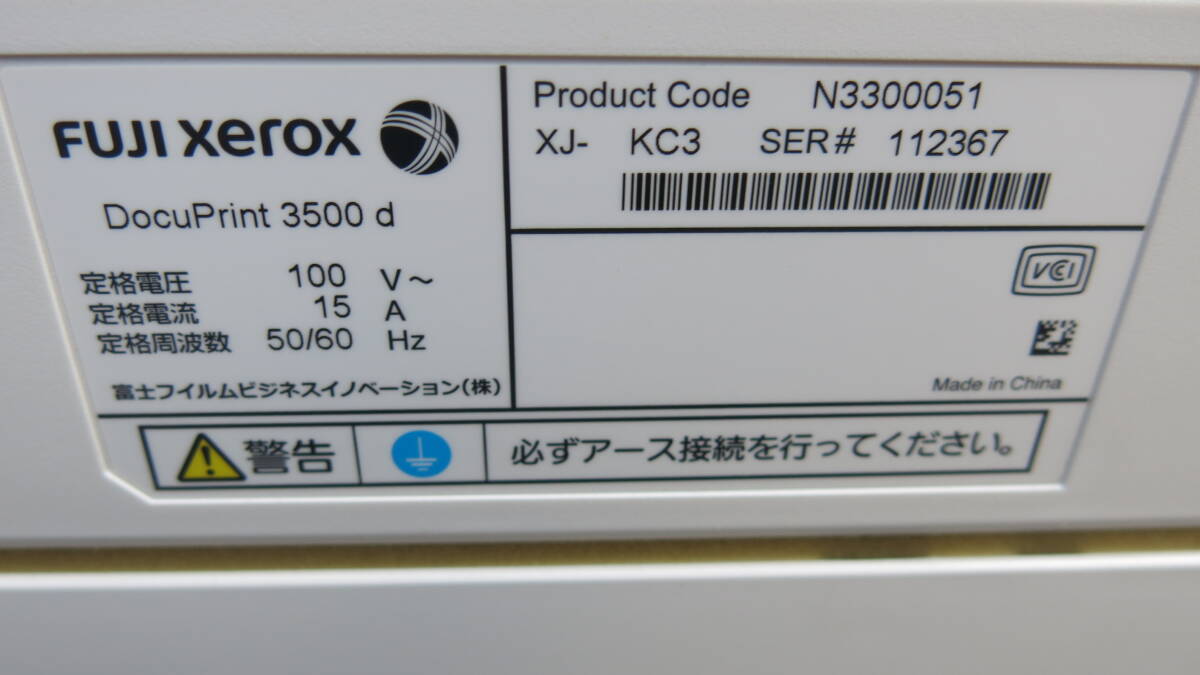 FUJI xerox
DocuPrint 3500 d
定格電圧 100 V～
定格電流 15 A
定格周波数 50/60 Hz
富士フイルムビジネスイノベーション(株)
Product Code N3300051
XJ- KC3 SER# 112367
VCI
Made in China
警告 必ずアース接続を行ってください。